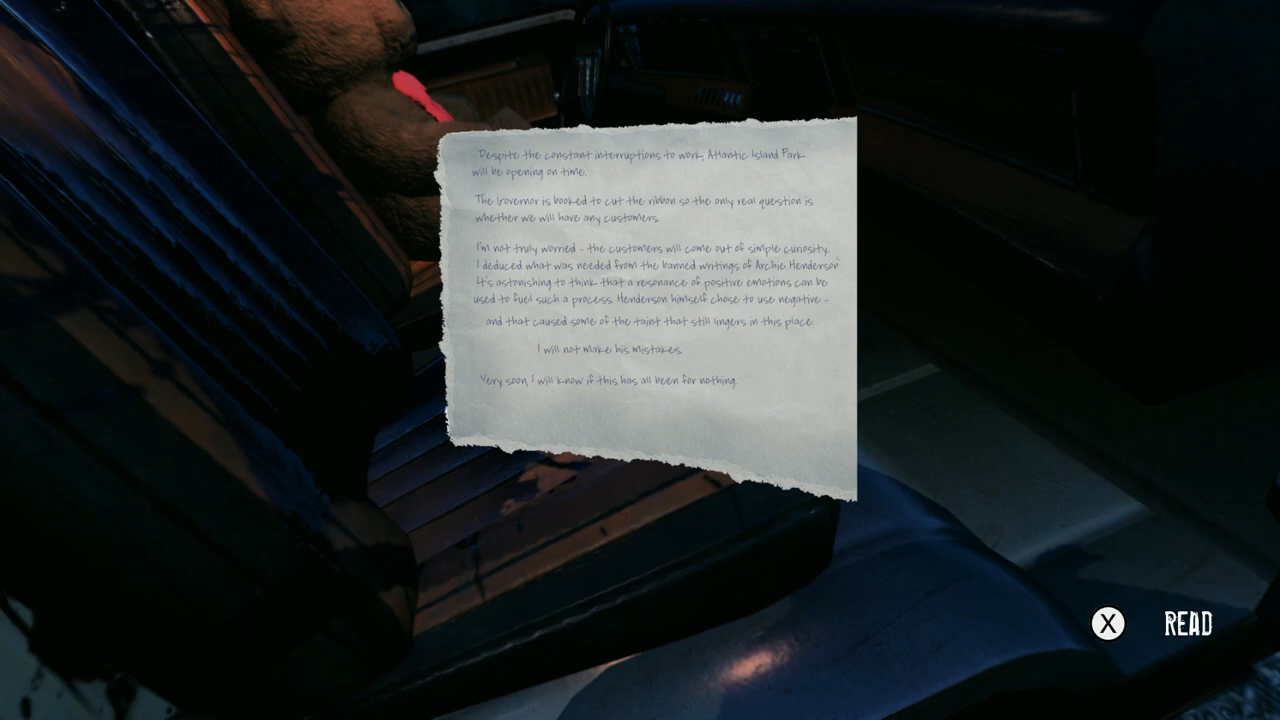 Despite the constant interruptions to work, Atlantic Island Park
will be opening on time.
The Governor is booked to cut the ribbon so the only real question is
whether we will have any customers.
I'm not truly worried - the customers will come out of simple curiosity.
I deduced what was needed from the banned writings of Archie Henderson.
It's astonishing to think that a resonance of positive emotions can be
used to fuel such a process. Henderson himself chose to use negative -
and that caused some of the taint that still lingers in this place.
I will not make his mistakes.
Very soon, I will know if this has all been for nothing.
X READ